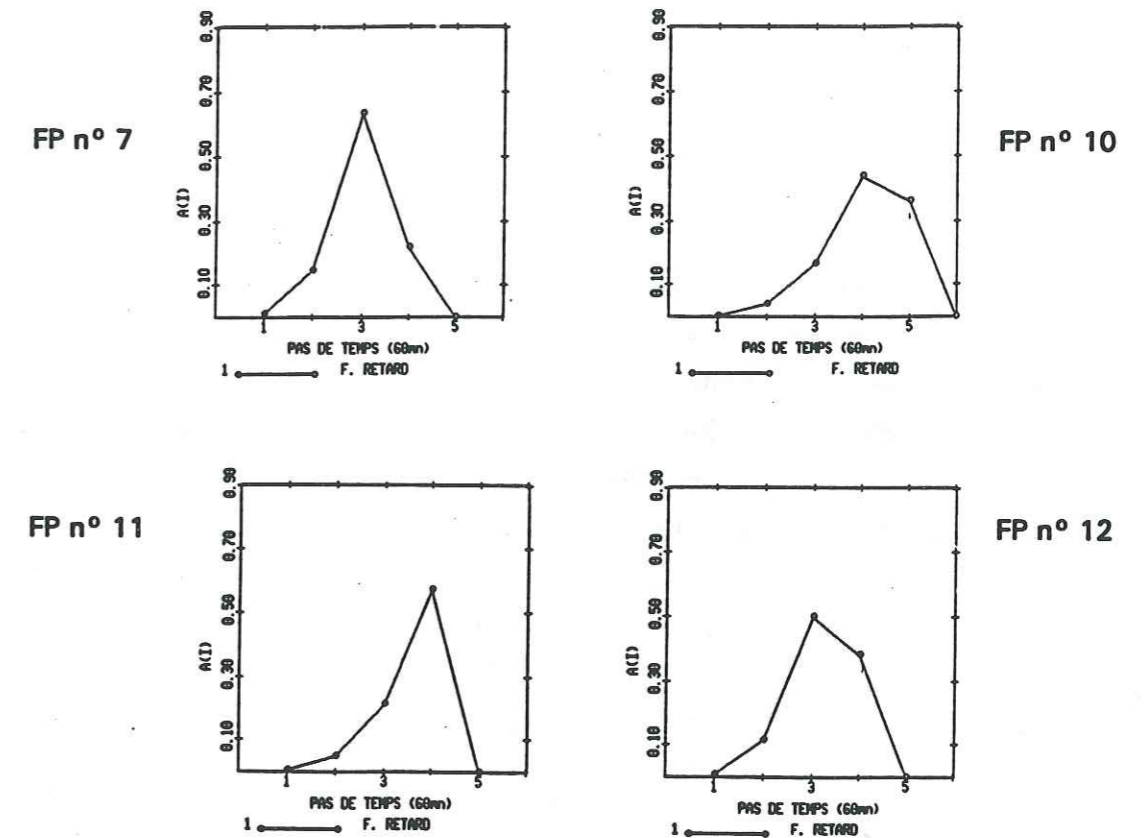 FP nº 7
0.90
0.70
0.50
0.30
0.10
A(I)
1 3 5
PAS DE TEMPS (60mn)
1 F. RETARD
FP nº 10
0.90
0.70
0.50
0.30
0.10
A(I)
1 3 5
PAS DE TEMPS (60mn)
1 F. RETARD
FP nº 11
0.90
0.70
0.50
0.30
0.10
A(I)
1 3 5
PAS DE TEMPS (60mn)
1 F. RETARD
FP nº 12
0.90
0.70
0.50
0.30
0.10
A(I)
1 3 5
PAS DE TEMPS (60mn)
1 F. RETARD